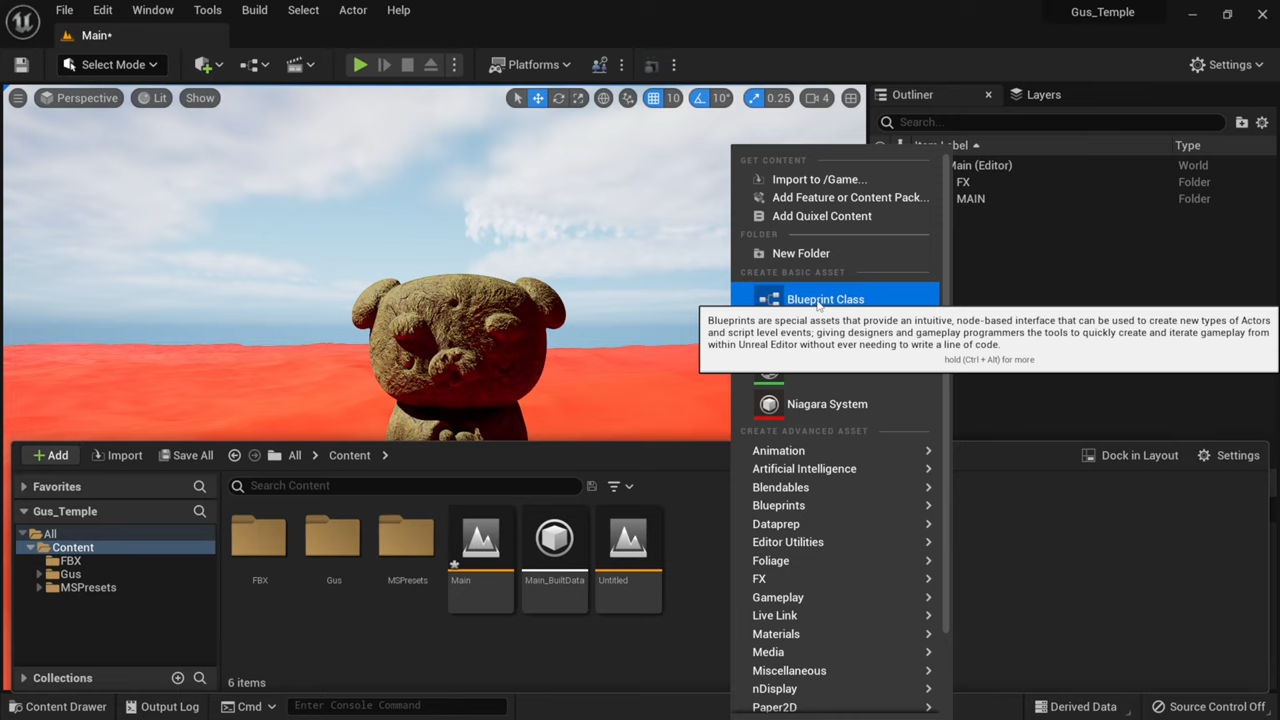 File Edit Window Tools Build Select Actor Help
Gus_Temple
Main*
Select Mode
Platforms
Settings
Perspective
Lit
Show
10
10°
0.25
4
Outliner
Layers
Search...
Type
Main (Editor)
World
FX
Folder
MAIN
Folder
GET CONTENT
Import to /Game...
Add Feature or Content Pack...
Add Quixel Content
FOLDER
New Folder
CREATE BASIC ASSET
Blueprint Class
Blueprints are special assets that provide an intuitive, node-based interface that can be used to create new types of Actors
and script level events; giving designers and gameplay programmers the tools to quickly create and iterate gameplay from
within Unreal Editor without ever needing to write a line of code.
hold (Ctrl + Alt) for more
Niagara System
CREATE ADVANCED ASSET
Animation
Artificial Intelligence
Blendables
Blueprints
Dataprep
Editor Utilities
Foliage
FX
Gameplay
Live Link
Materials
Media
Miscellaneous
nDisplay
Paper2D
Add
Import
Save All
All
Content
Dock in Layout
Settings
Favorites
Search Content
Gus_Temple
All
Content
FBX
Gus
MSPresets
FBX
Gus
MSPresets
Main
Main_BuiltData
Untitled
Collections
6 items
Content Drawer
Output Log
Cmd
Enter Console Command
Derived Data
Source Control Off